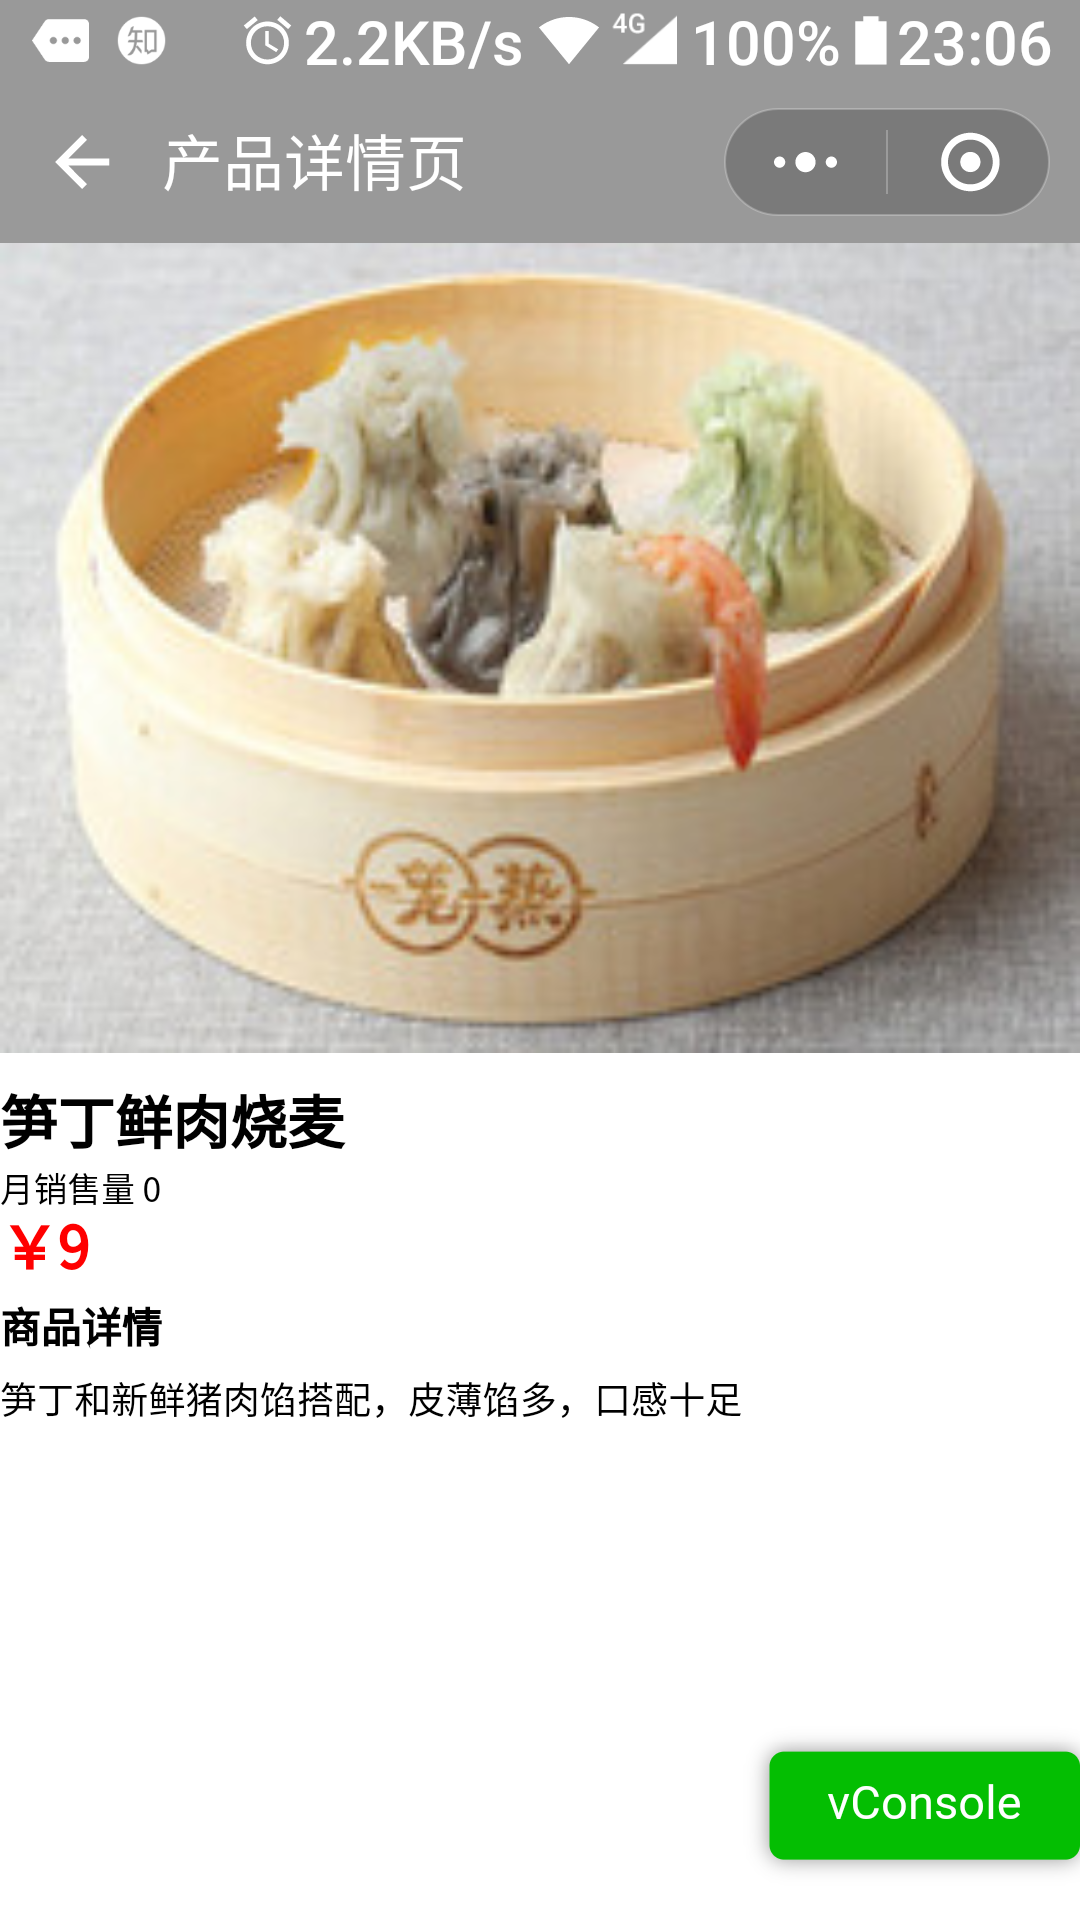 知 2.2KB/s 4G 100% 23:06
产品详情页
笼蒸
笋丁鲜肉烧麦
月销售量 0
￥9
商品详情
笋丁和新鲜猪肉馅搭配，皮薄馅多，口感十足
vConsole